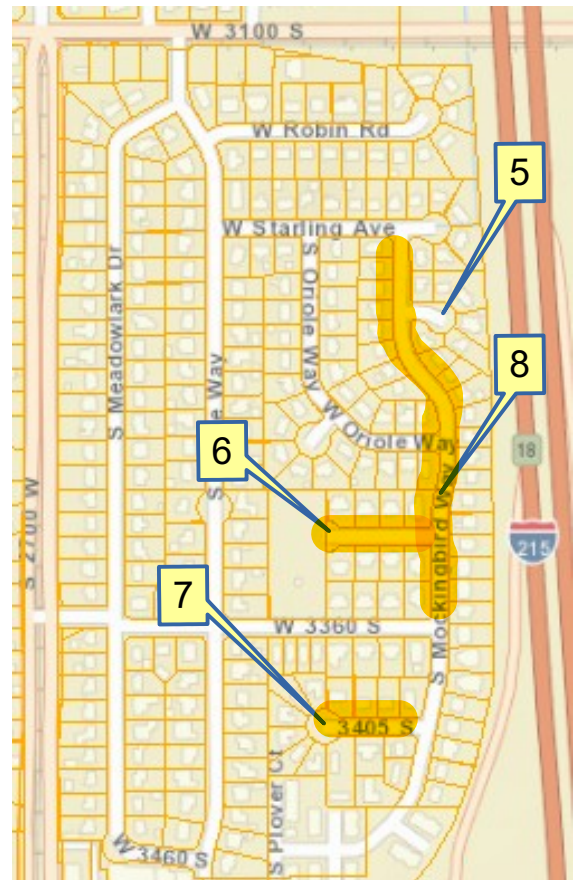 W 3100 S
W Robin Rd
5
W Starling Ave
S Oriole Way
S Meadowlark Dr
8
W Oriole Way
6
18
S 2700 W
215
S Mockingbird Way
7
W 3360 S
3405 S
S Plover Ct
W 3460 S